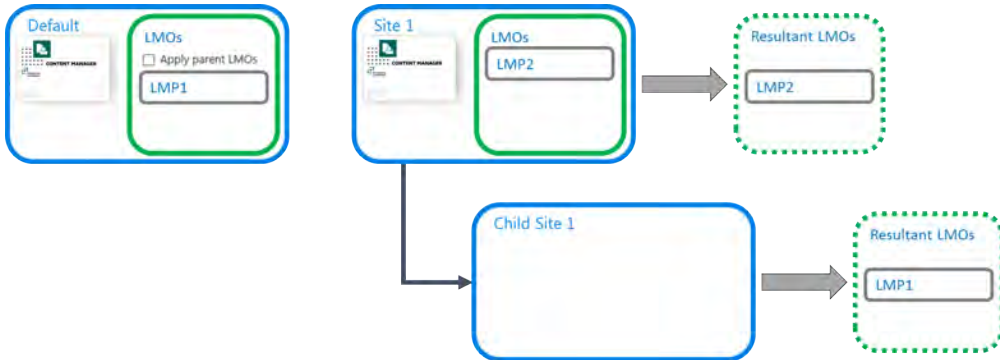 Default
LMOs
Apply parent LMOs
CONTENT MANAGER
LMP1
Site 1
LMOs
CONTENT MANAGER
LMP2
Resultant LMOs
LMP2
Child Site 1
Resultant LMOs
LMP1